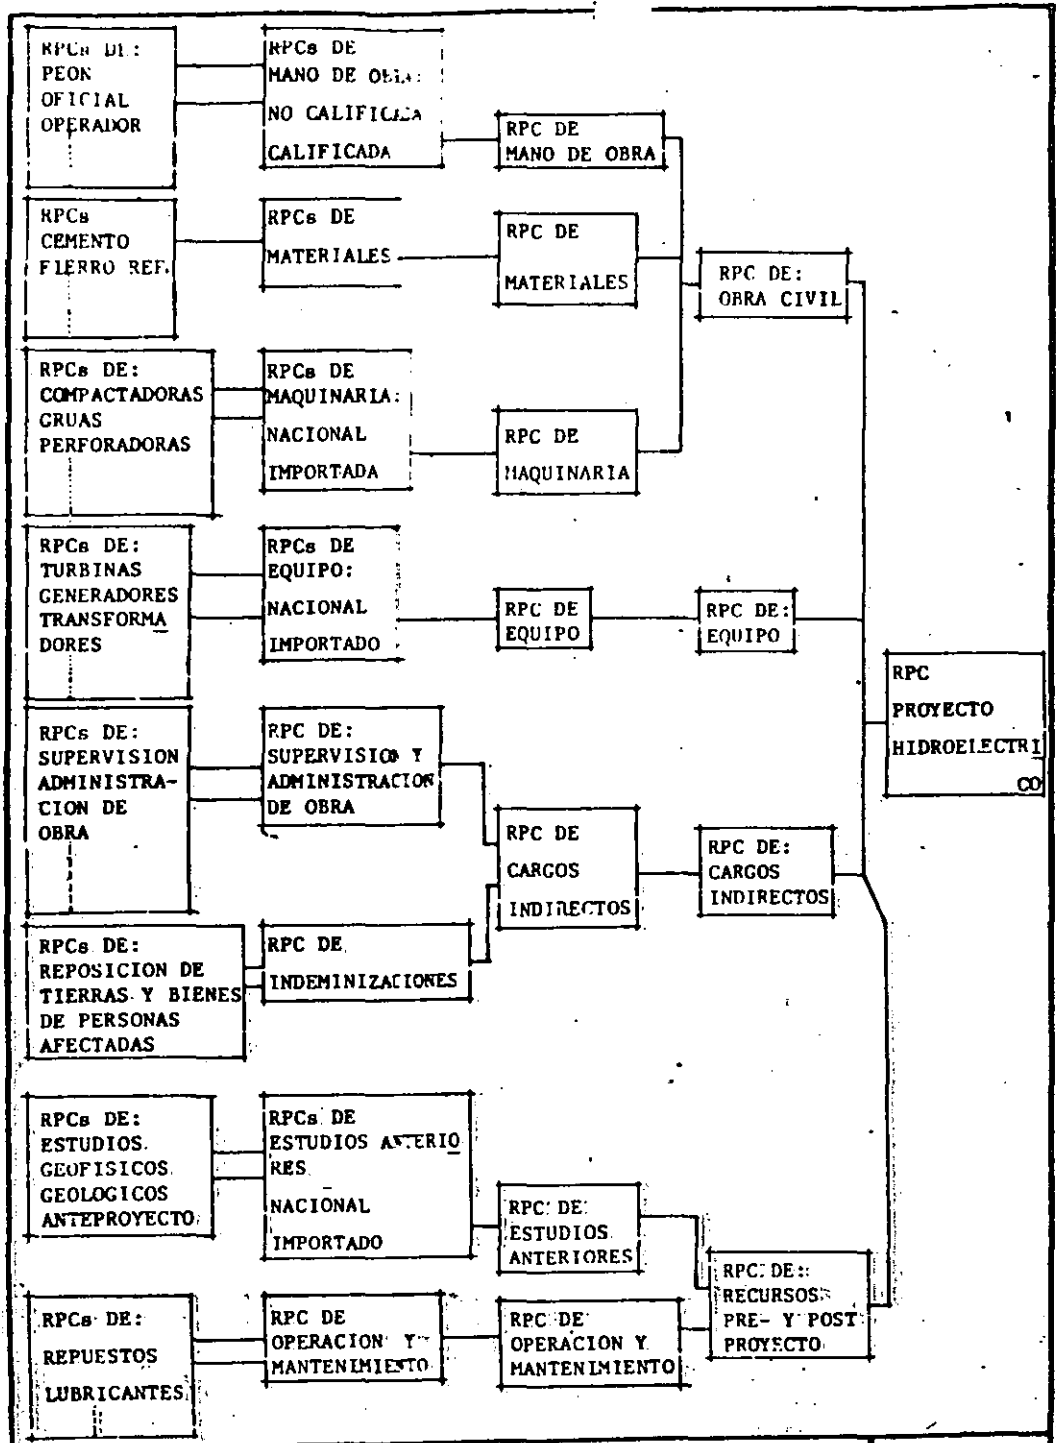 RPCs DE:
PEON
OFICIAL
OPERADOR
RPCs DE
MANO DE OBRA:
NO CALIFICADA
CALIFICADA
RPC DE
MANO DE OBRA
RPCs
CEMENTO
FIERRO REF.
RPCs DE
MATERIALES
RPC DE
MATERIALES
RPC DE:
OBRA CIVIL
RPCs DE:
COMPACTADORAS
GRUAS
PERFORADORAS
RPCs DE
MAQUINARIA:
NACIONAL
IMPORTADA
RPC DE
MAQUINARIA
RPCs DE:
TURBINAS
GENERADORES
TRANSFORMA
DORES
RPCs DE
EQUIPO:
NACIONAL
IMPORTADO
RPC DE
EQUIPO
RPC DE:
EQUIPO
RPC
PROYECTO
HIDROELECTRI
CO
RPCs DE:
SUPERVISION
ADMINISTRA-
CION DE
OBRA
RPC DE:
SUPERVISION Y
ADMINISTRACION
DE OBRA
RPC DE
CARGOS
INDIRECTOS
RPC DE:
CARGOS
INDIRECTOS
RPCs DE:
REPOSICION DE
TIERRAS Y BIENES
DE PERSONAS
AFECTADAS
RPC DE
INDEMINIZACIONES
RPCs DE:
ESTUDIOS
GEOFISICOS
GEOLOGICOS
ANTEPROYECTO
RPCs DE
ESTUDIOS ANTERIO
RES
NACIONAL
IMPORTADO
RPC DE
ESTUDIOS
ANTERIORES
RPC DE:
RECURSOS
PRE- Y POST
PROYECTO
RPCs DE:
REPUESTOS
LUBRICANTES
RPC DE
OPERACION Y
MANTENIMIENTO
RPC DE
OPERACION Y
MANTENIMIENTO